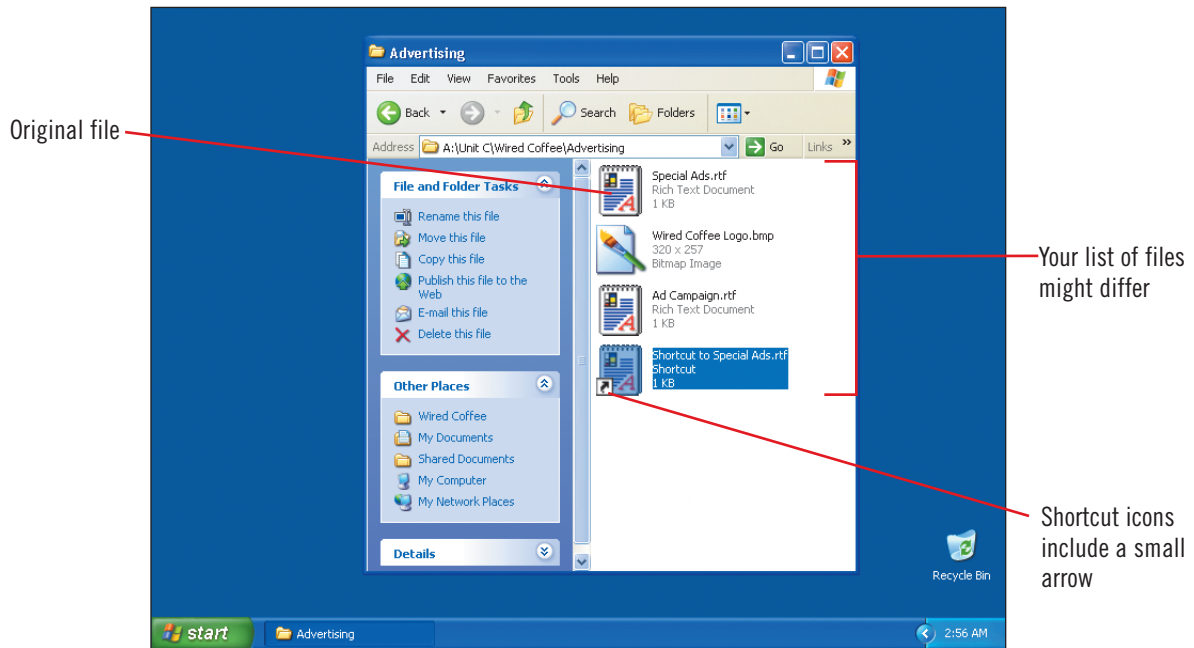 Original file
Advertising
File Edit View Favorites Tools Help
Back Search Folders
Address A:\Unit C\Wired Coffee\Advertising Go Links »
File and Folder Tasks
Rename this file
Move this file
Copy this file
Publish this file to the
Web
E-mail this file
Delete this file
Other Places
Wired Coffee
My Documents
Shared Documents
My Computer
My Network Places
Details
Special Ads.rtf
Rich Text Document
1 KB
Wired Coffee Logo.bmp
320 x 257
Bitmap Image
Ad Campaign.rtf
Rich Text Document
1 KB
Shortcut to Special Ads.rtf
Shortcut
1 KB
Your list of files
might differ
Shortcut icons
include a small
arrow
Recycle Bin
start Advertising 2:56 AM